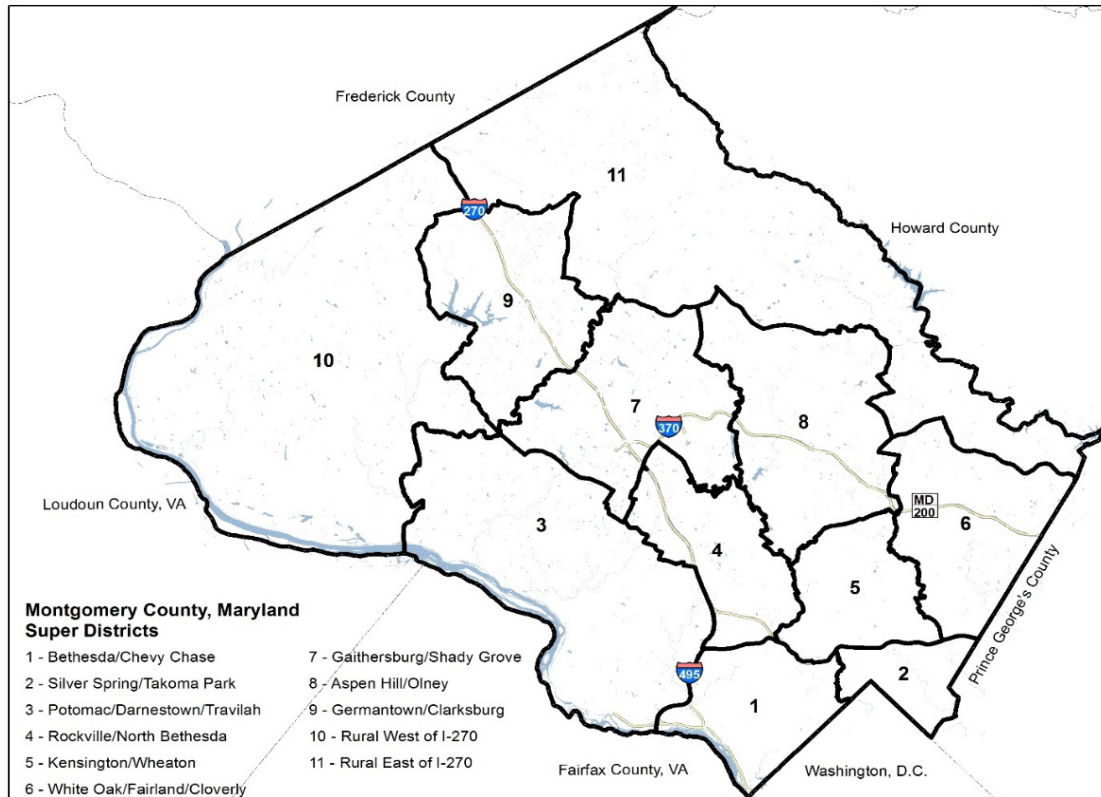 Frederick County
11
270
Howard County
9
10
7
370
8
Loudoun County, VA
MD
200
6
3
4
5
Prince George's County
Montgomery County, Maryland
Super Districts
1 - Bethesda/Chevy Chase
2 - Silver Spring/Takoma Park
3 - Potomac/Darnestown/Travilah
4 - Rockville/North Bethesda
5 - Kensington/Wheaton
6 - White Oak/Fairland/Cloverly
7 - Gaithersburg/Shady Grove
8 - Aspen Hill/Olney
9 - Germantown/Clarksburg
10 - Rural West of I-270
11 - Rural East of I-270
495
2
1
Fairfax County, VA
Washington, D.C.